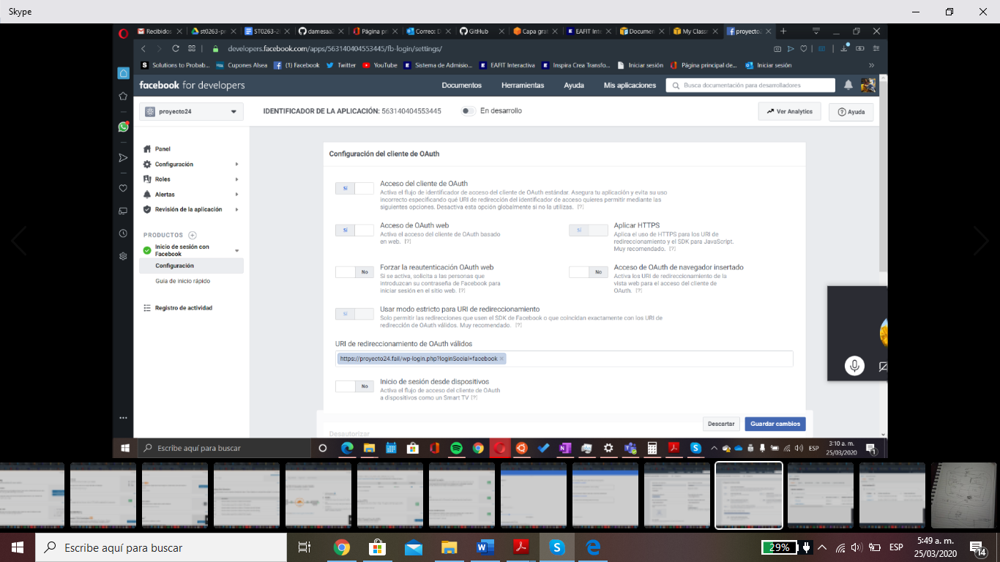 Skype
Recibidos
st0263-pr
ST0263-2
damesaa
Página pri
Correo: D
GitHub
Capa grat
EAFIT Inte
Documen
My Classe
proyecto
developers.facebook.com/apps/563140404553445/fb-login/settings/
Solutions to Probab...
Cupones Alsea
(1) Facebook
Twitter
YouTube
Sistema de Admisio...
EAFIT Interactiva
Inspira Crea Transfo...
Iniciar sesión
Página principal de...
Iniciar sesión
facebook for developers
Documentos
Herramientas
Ayuda
Mis aplicaciones
Busca documentación para desarrolladores
proyecto24
IDENTIFICADOR DE LA APLICACIÓN: 563140404553445
En desarrollo
Ver Analytics
Ayuda
Panel
Configuración
Roles
Alertas
Revisión de la aplicación
PRODUCTOS
Inicio de sesión con
Facebook
Configuración
Guía de inicio rápido
Registro de actividad
Configuración del cliente de OAuth
Sí
Acceso del cliente de OAuth
Activa el flujo de identificador de acceso del cliente de OAuth estándar. Asegura tu aplicación y evita su uso
incorrecto especificando qué URI de redirección del identificador de acceso quieres permitir mediante las
siguientes opciones. Desactiva esta opción globalmente si no la utilizas. [?]
Sí
Acceso de OAuth web
Activa el acceso del cliente de OAuth basado
en web. [?]
Sí
Aplicar HTTPS
Aplica el uso de HTTPS para los URI de
redireccionamiento y el SDK para JavaScript.
Muy recomendado. [?]
No
Forzar la reautenticación OAuth web
Si se activa, solicita a las personas que
introduzcan su contraseña de Facebook para
iniciar sesión en el sitio web. [?]
No
Acceso de OAuth de navegador insertado
Activa los URI de redireccionamiento de la
vista web para el acceso del cliente de
OAuth. [?]
Sí
Usar modo estricto para URI de redireccionamiento
Solo permitir las redirecciones que usen el SDK de Facebook o que coincidan exactamente con los URI de
redirección de OAuth válidos. Muy recomendado. [?]
URI de redireccionamiento de OAuth válidos
https://proyecto24.fail/wp-login.php?loginSocial=facebook
No
Inicio de sesión desde dispositivos
Activa el flujo de acceso del cliente de OAuth
a dispositivos como un Smart TV [?]
Descartar
Guardar cambios
Desautorizar
Escribe aquí para buscar
ESP
3:10 a. m.
25/03/2020
1
Escribe aquí para buscar
29%
ESP
5:49 a. m.
25/03/2020
14